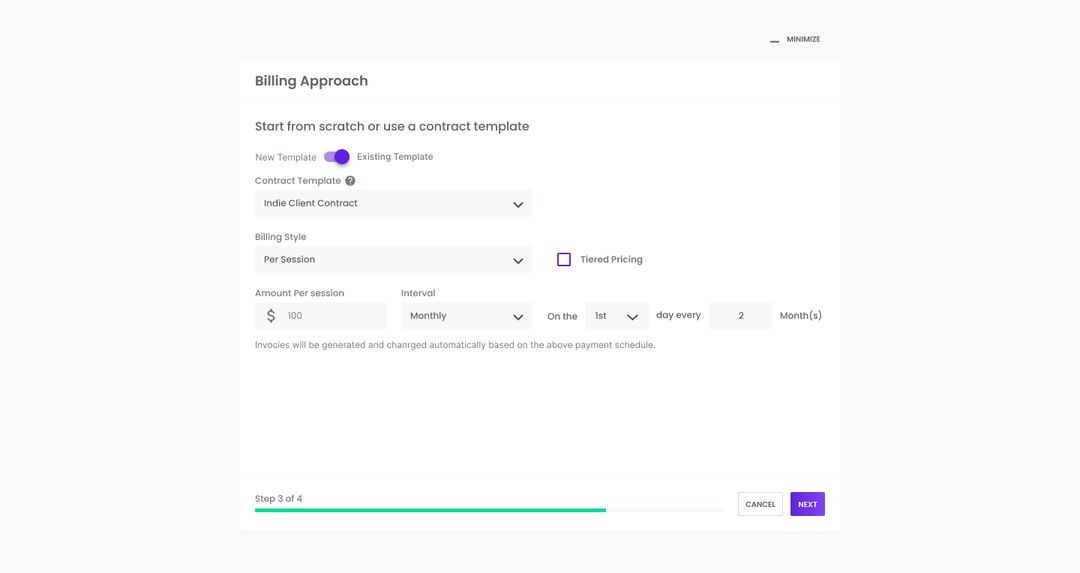 MINIMIZE
Billing Approach
Start from scratch or use a contract template
New Template Existing Template
Contract Template ?
Indie Client Contract
Billing Style
Per Session Tiered Pricing
Amount Per session Interval
$ 100 Monthly On the 1st day every 2 Month(s)
Invocies will be generated and chanrged automatically based on the above payment schedule.
Step 3 of 4
CANCEL NEXT